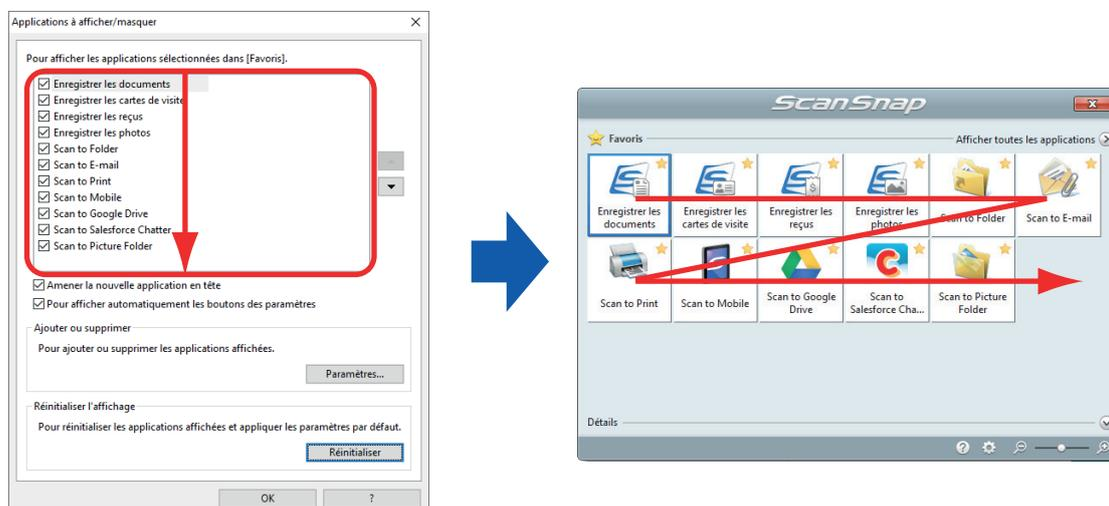 Applications à afficher/masquer
Pour afficher les applications sélectionnées dans [Favoris].
Enregistrer les documents
Enregistrer les cartes de visite
Enregistrer les reçus
Enregistrer les photos
Scan to Folder
Scan to E-mail
Scan to Print
Scan to Mobile
Scan to Google Drive
Scan to Salesforce Chatter
Scan to Picture Folder
Amener la nouvelle application en tête
Pour afficher automatiquement les boutons des paramètres
Ajouter ou supprimer
Pour ajouter ou supprimer les applications affichées.
Paramètres...
Réinitialiser l'affichage
Pour réinitialiser les applications affichées et appliquer les paramètres par défaut.
Réinitialiser
OK
?
ScanSnap
Favoris
Afficher toutes les applications
Enregistrer les
documents
Enregistrer les
cartes de visite
Enregistrer les
reçus
Enregistrer les
photos
Scan to Folder
Scan to E-mail
Scan to Print
Scan to Mobile
Scan to Google
Drive
Scan to
Salesforce Cha...
Scan to Picture
Folder
Détails